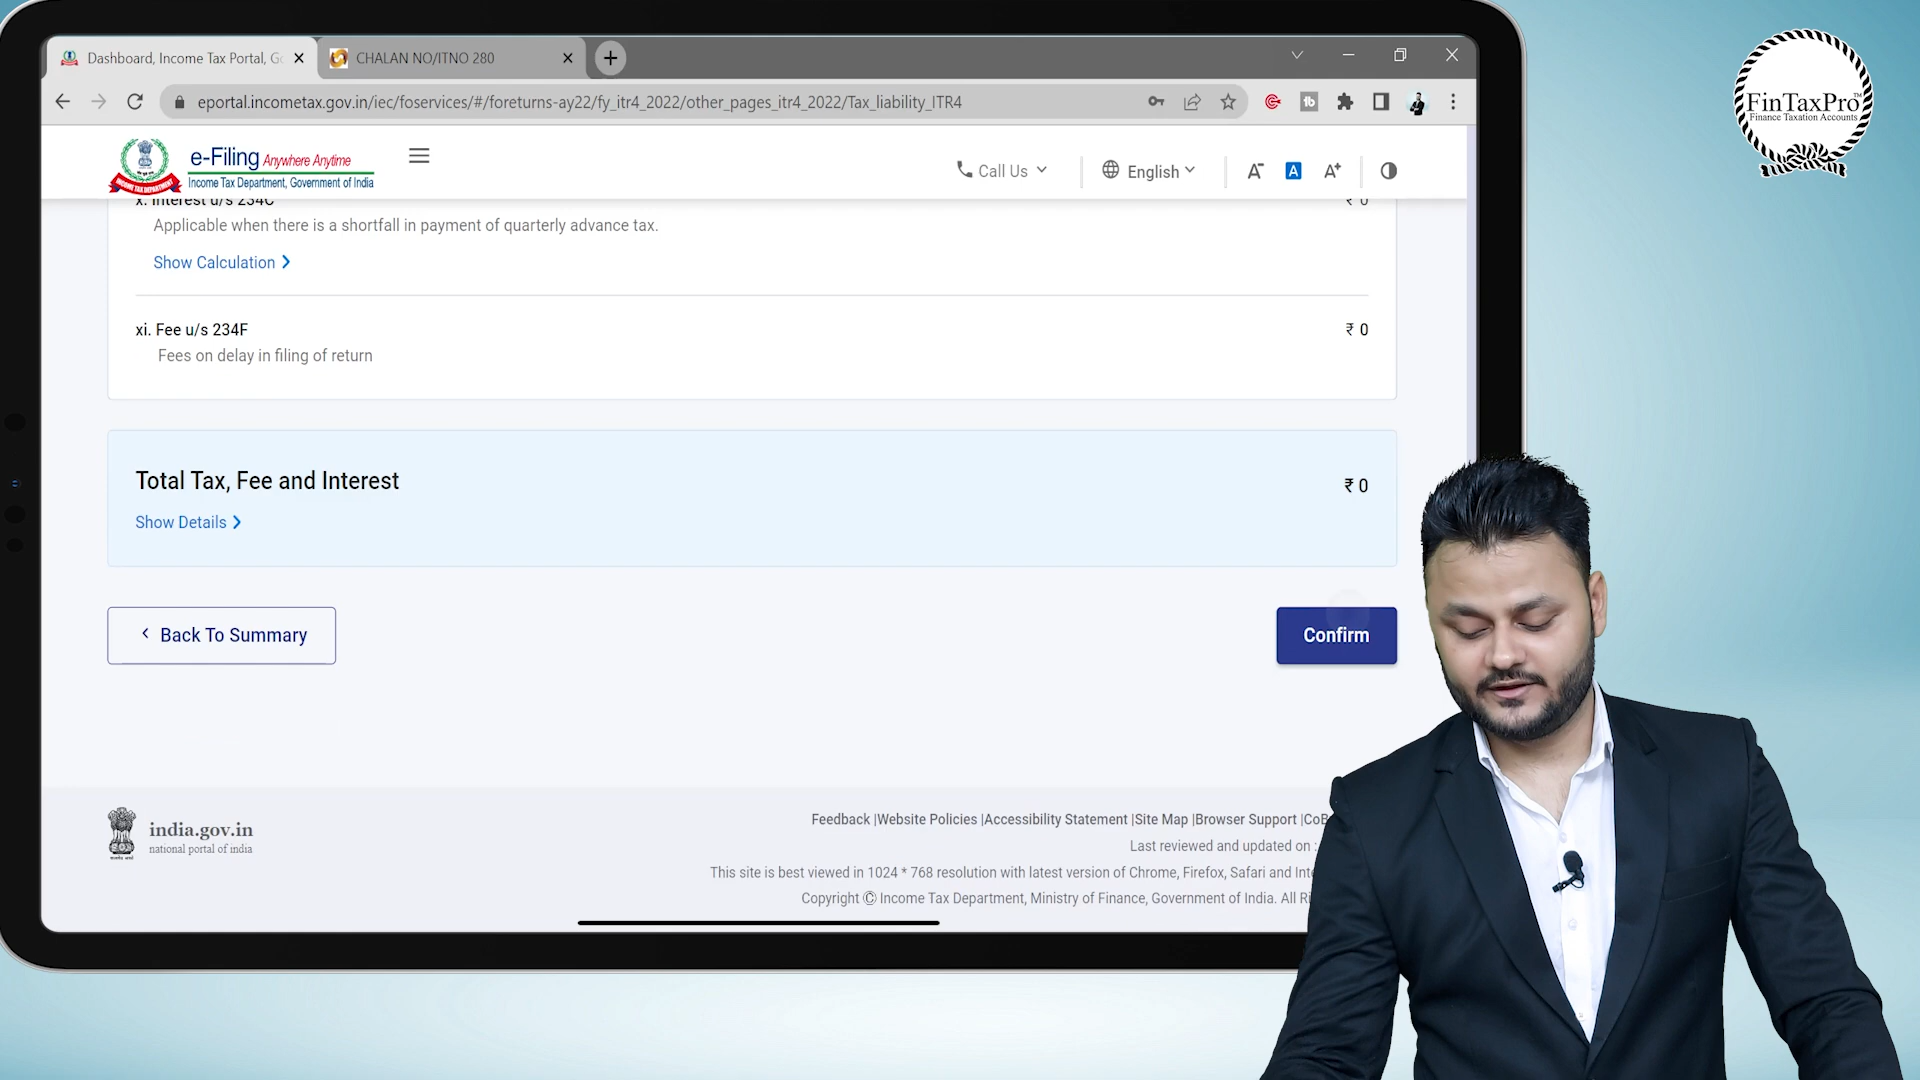 Dashboard, Income Tax Portal, G
CHALAN NO/ITNO 280
eportal.incometax.gov.in/iec/foservices/#/foreturns-ay22/fy_itr4_2022/other_pages_itr4_2022/Tax_liability_ITR4
FinTaxPro™
Finance Taxation Accounts
e-Filing Anywhere Anytime
Income Tax Department, Government of India
Call Us
English
A-
A
A+
x. Interest u/s 234C
₹ 0
Applicable when there is a shortfall in payment of quarterly advance tax.
Show Calculation
xi. Fee u/s 234F
₹ 0
Fees on delay in filing of return
Total Tax, Fee and Interest
₹ 0
Show Details
Back To Summary
Confirm
india.gov.in
national portal of india
Feedback |Website Policies |Accessibility Statement |Site Map |Browser Support |CoB
Last reviewed and updated on :
This site is best viewed in 1024 * 768 resolution with latest version of Chrome, Firefox, Safari and
Copyright © Income Tax Department, Ministry of Finance, Government of India. All